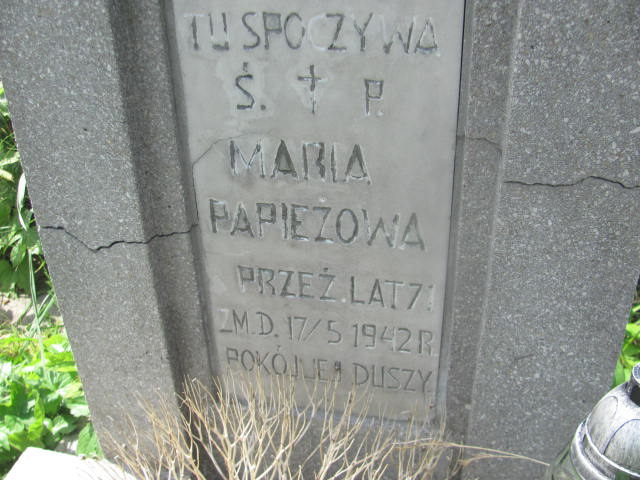 TU SPOCZYWA
Ś. † P.
MARIA
PAPIEŻOWA
PRZEŻ. LAT 71
ZM. D. 17/5 1942 R.
POKÓJ JEJ DUSZY